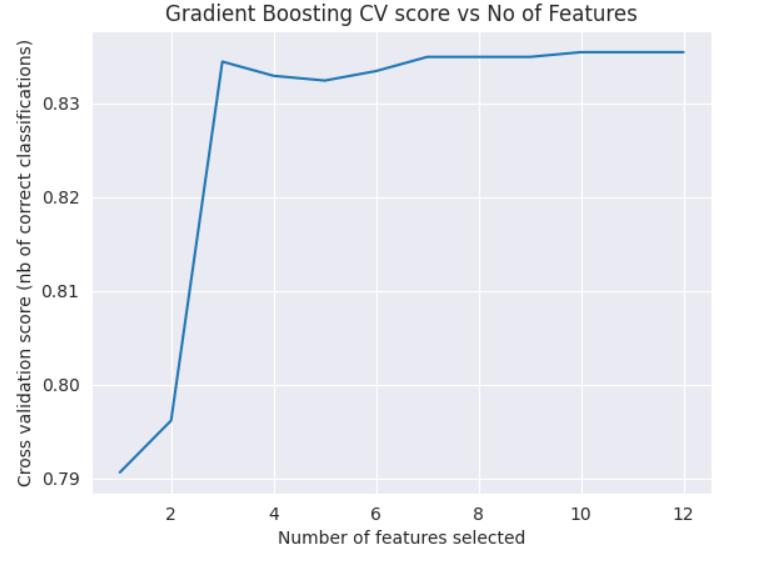 Gradient Boosting CV score vs No of Features
Cross validation score (nb of correct classifications)
0.83
0.82
0.81
0.80
0.79
2 4 6 8 10 12
Number of features selected